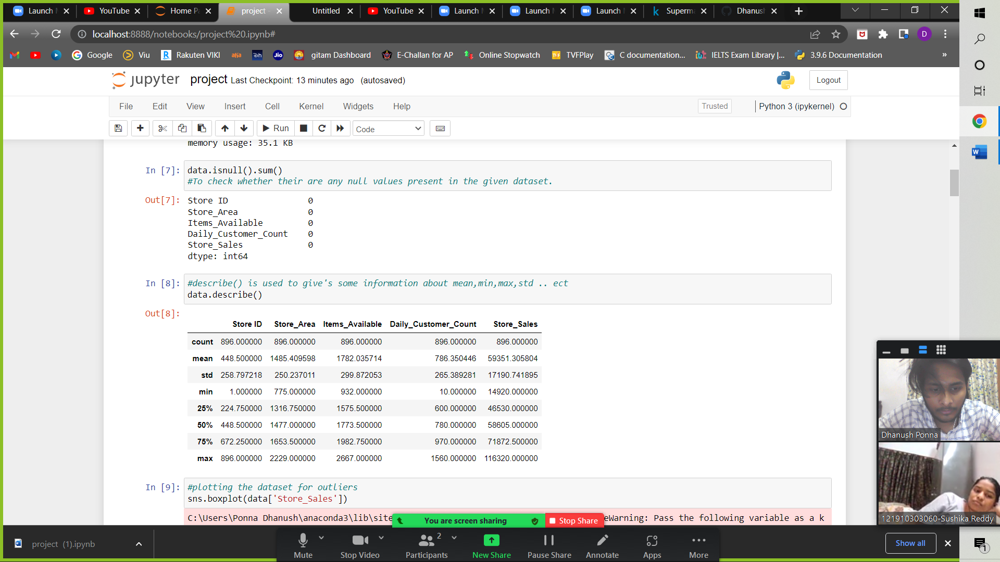 Launch YouTube Home Pa project Untitled YouTube Launch Launch Launch Superma Dhanus
localhost:8888/notebooks/project%20.ipynb#
D
Google Viu Rakuten VIKI aha Jio gitam Dashboard E-Challan for AP Online Stopwatch TVFPlay C documentation... IELTS Exam Library |... 3.9.6 Documentation »
jupyter project Last Checkpoint: 13 minutes ago (autosaved)
Logout
File Edit View Insert Cell Kernel Widgets Help
Trusted Python 3 (ipykernel)
Run Code
memory usage: 35.1 KB
In [7]: data.isnull().sum()
#To check whether their are any null values present in the given dataset.
Out[7]: Store ID 0
Store_Area 0
Items_Available 0
Daily_Customer_Count 0
Store_Sales 0
dtype: int64
In [8]: #describe() is used to give's some information about mean,min,max,std .. ect
data.describe()
Out[8]:
Store ID Store_Area Items_Available Daily_Customer_Count Store_Sales
count 896.000000 896.000000 896.000000 896.000000 896.000000
mean 448.500000 1485.409598 1782.035714 786.350446 59351.305804
std 258.797218 250.237011 299.872053 265.389281 17190.741895
min 1.000000 775.000000 932.000000 10.000000 14920.000000
25% 224.750000 1316.750000 1575.500000 600.000000 46530.000000
50% 448.500000 1477.000000 1773.500000 780.000000 58605.000000
75% 672.250000 1653.500000 1982.750000 970.000000 71872.500000
max 896.000000 2229.000000 2667.000000 1560.000000 116320.000000
In [9]: #plotting the dataset for outliers
sns.boxplot(data['Store_Sales'])
C:\Users\Ponna Dhanush\anaconda3\lib\site eWarning: Pass the following variable as a k
You are screen sharing Stop Share
Dhanush Ponna
121910303060-Sushika Reddy
project (1).ipynb
2
Mute Stop Video Participants New Share Pause Share Annotate Apps More
Show all
1